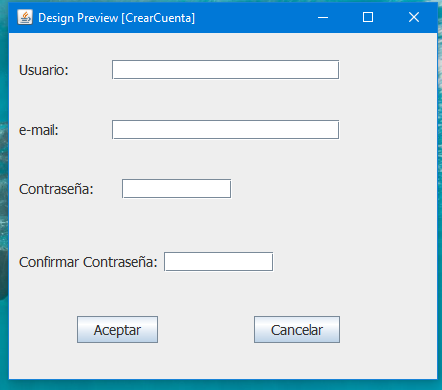 Design Preview [CrearCuenta]
Usuario:
e-mail:
Contraseña:
Confirmar Contraseña:
Aceptar Cancelar